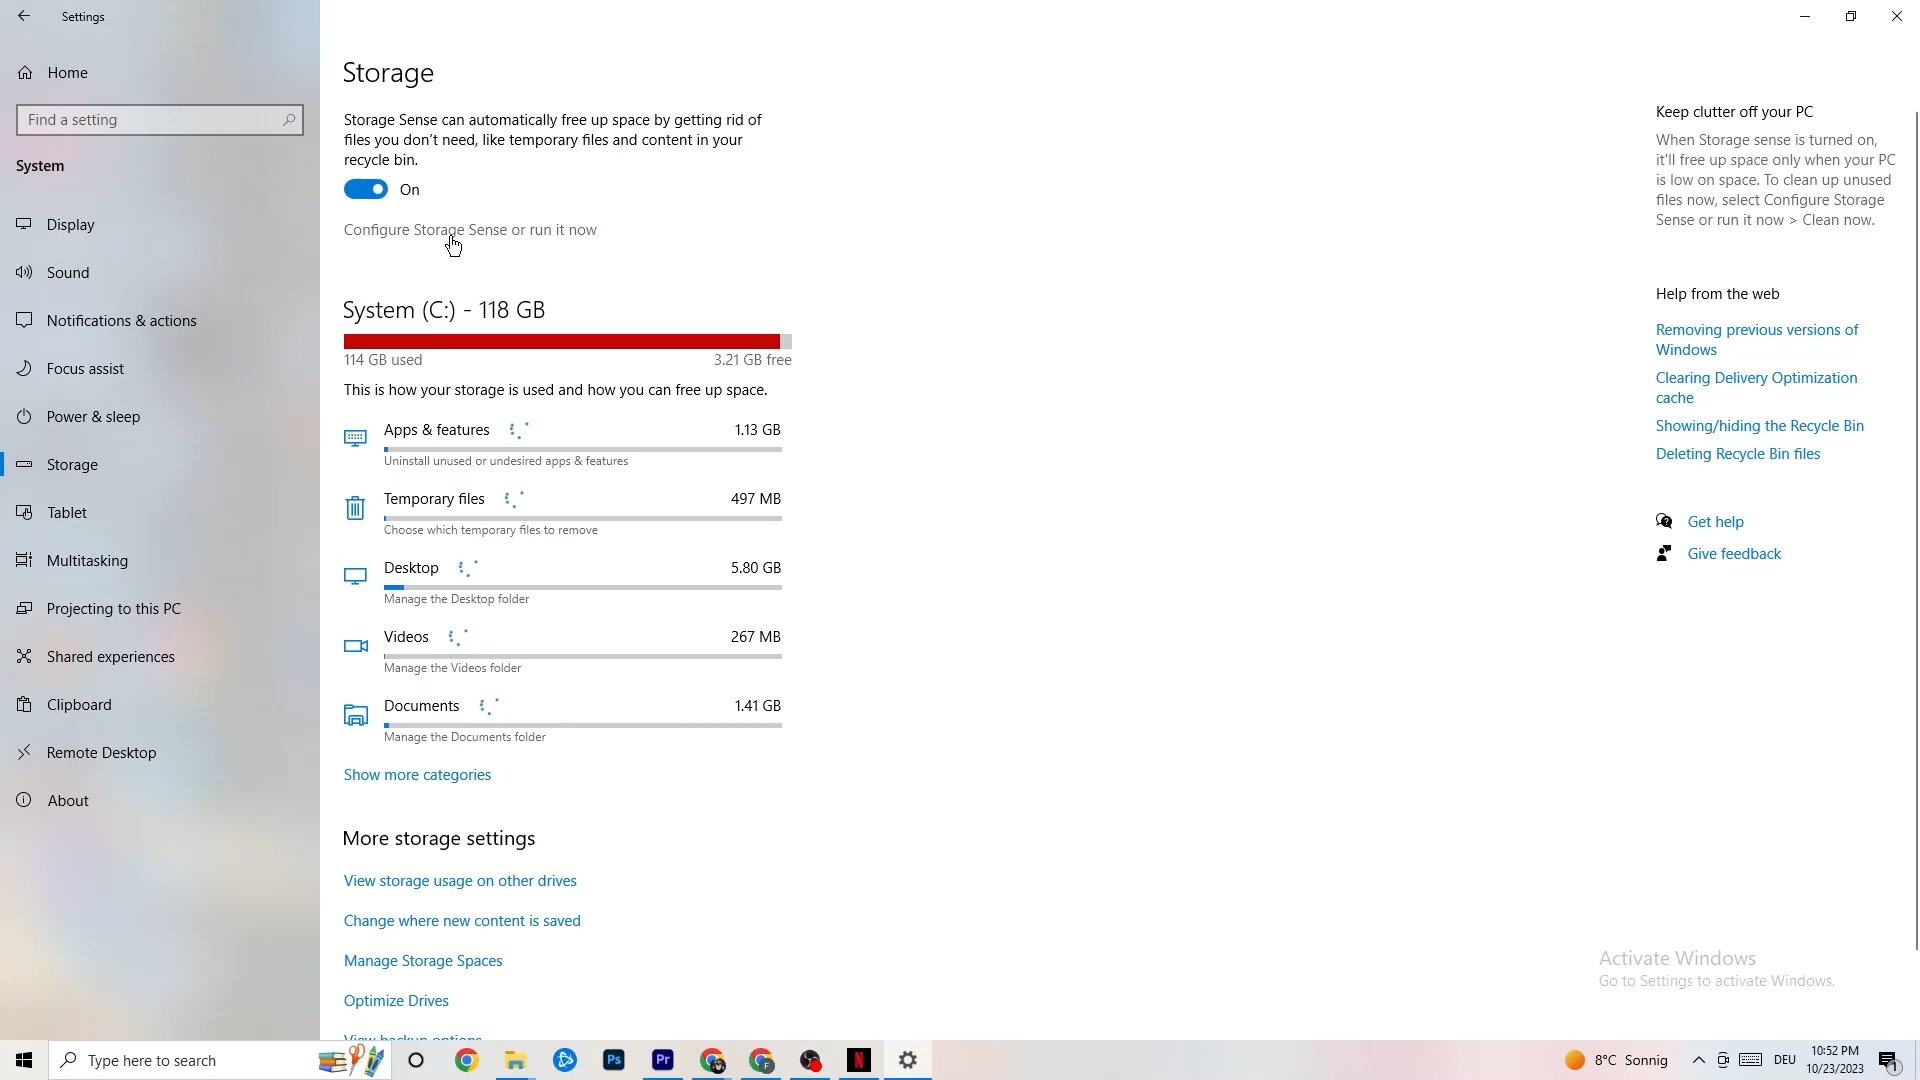 Settings
Home
Find a setting
System
Display
Sound
Notifications & actions
Focus assist
Power & sleep
Storage
Tablet
Multitasking
Projecting to this PC
Shared experiences
Clipboard
Remote Desktop
About
Storage
Storage Sense can automatically free up space by getting rid of
files you don't need, like temporary files and content in your
recycle bin.
On
Configure Storage Sense or run it now
System (C:) - 118 GB
114 GB used 3.21 GB free
This is how your storage is used and how you can free up space.
Apps & features 1.13 GB
Uninstall unused or undesired apps & features
Temporary files 497 MB
Choose which temporary files to remove
Desktop 5.80 GB
Manage the Desktop folder
Videos 267 MB
Manage the Videos folder
Documents 1.41 GB
Manage the Documents folder
Show more categories
More storage settings
View storage usage on other drives
Change where new content is saved
Manage Storage Spaces
Optimize Drives
View backup options
Keep clutter off your PC
When Storage sense is turned on,
it'll free up space only when your PC
is low on space. To clean up unused
files now, select Configure Storage
Sense or run it now > Clean now.
Help from the web
Removing previous versions of
Windows
Clearing Delivery Optimization
cache
Showing/hiding the Recycle Bin
Deleting Recycle Bin files
Get help
Give feedback
Activate Windows
Go to Settings to activate Windows.
Type here to search
Ps
Pr
F
N
8°C Sonnig
DEU
10:52 PM
10/23/2023
1